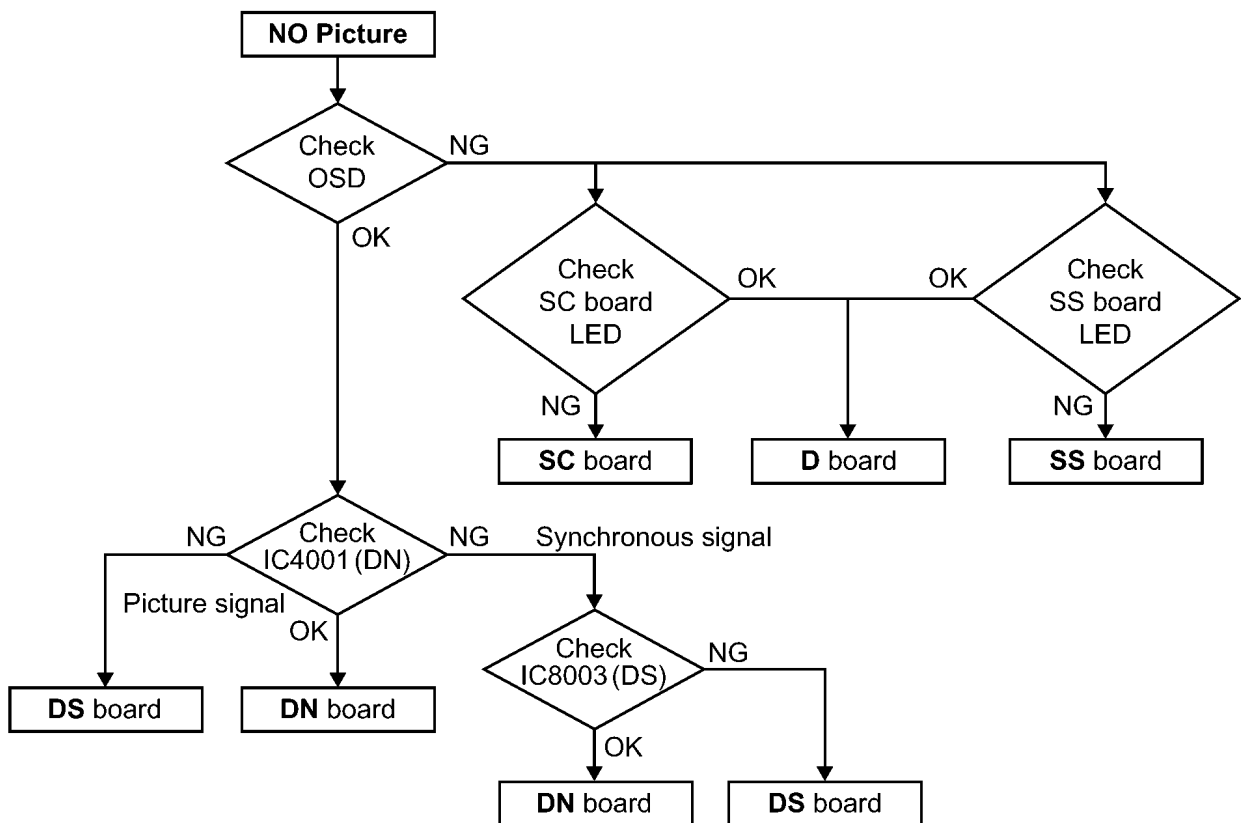 NO Picture
Check
OSD
NG
OK
Check
SC board
LED
OK
OK
Check
SS board
LED
NG
NG
SC board
D board
SS board
NG
Check
IC4001 (DN)
NG
Synchronous signal
Picture signal
OK
Check
IC8003 (DS)
NG
DS board
DN board
OK
DN board
DS board